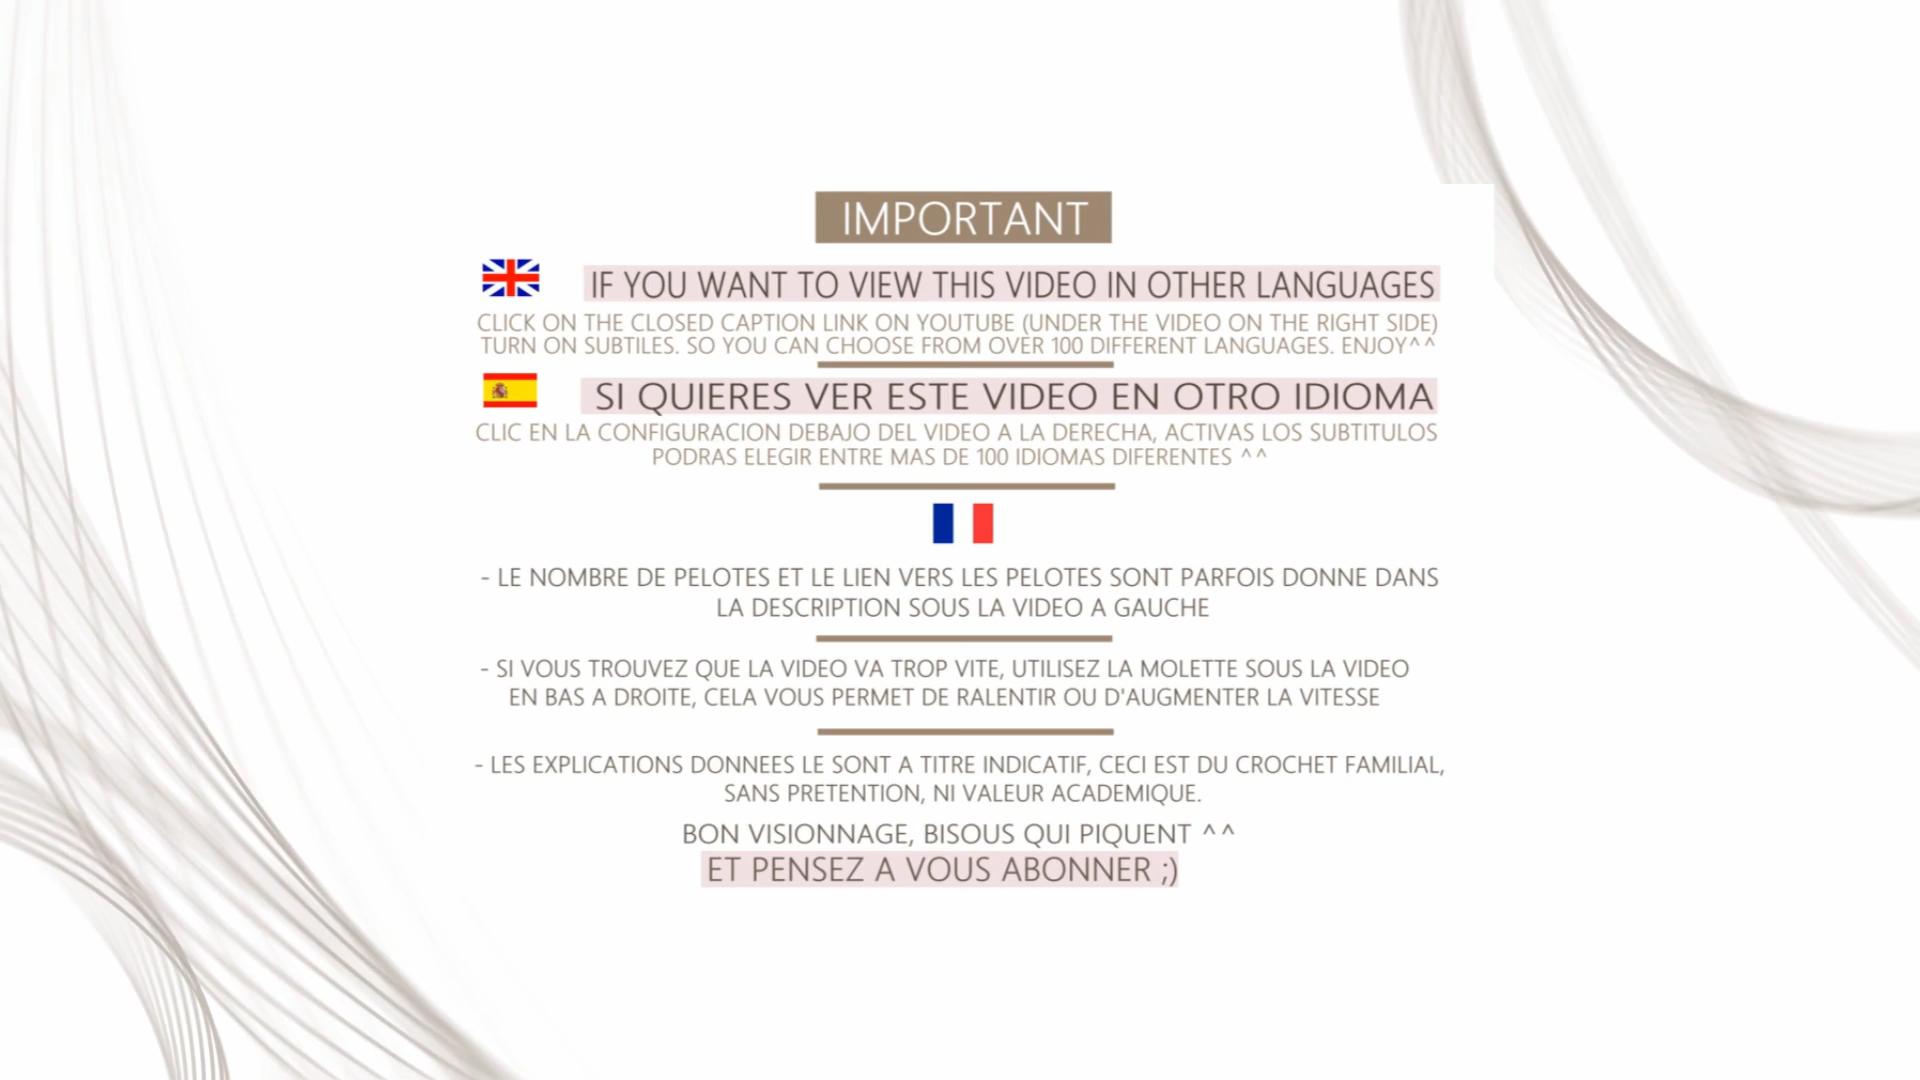 IMPORTANT
IF YOU WANT TO VIEW THIS VIDEO IN OTHER LANGUAGES
CLICK ON THE CLOSED CAPTION LINK ON YOUTUBE (UNDER THE VIDEO ON THE RIGHT SIDE)
TURN ON SUBTILES. SO YOU CAN CHOOSE FROM OVER 100 DIFFERENT LANGUAGES. ENJOY^^
SI QUIERES VER ESTE VIDEO EN OTRO IDIOMA
CLIC EN LA CONFIGURACION DEBAJO DEL VIDEO A LA DERECHA, ACTIVAS LOS SUBTITULOS
PODRAS ELEGIR ENTRE MAS DE 100 IDIOMAS DIFERENTES ^^
- LE NOMBRE DE PELOTES ET LE LIEN VERS LES PELOTES SONT PARFOIS DONNE DANS
LA DESCRIPTION SOUS LA VIDEO A GAUCHE
- SI VOUS TROUVEZ QUE LA VIDEO VA TROP VITE, UTILISEZ LA MOLETTE SOUS LA VIDEO
EN BAS A DROITE, CELA VOUS PERMET DE RALENTIR OU D'AUGMENTER LA VITESSE
- LES EXPLICATIONS DONNEES LE SONT A TITRE INDICATIF, CECI EST DU CROCHET FAMILIAL,
SANS PRETENTION, NI VALEUR ACADEMIQUE.
BON VISIONNAGE, BISOUS QUI PIQUENT ^^
ET PENSEZ A VOUS ABONNER ;)